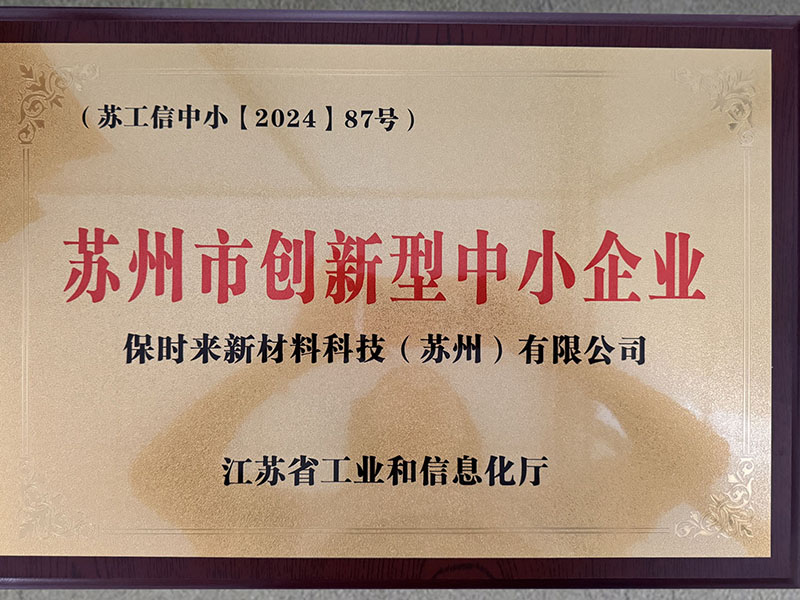 （苏工信中小【2024】87号）
苏州市创新型中小企业
保时来新材料科技（苏州）有限公司
江苏省工业和信息化厅